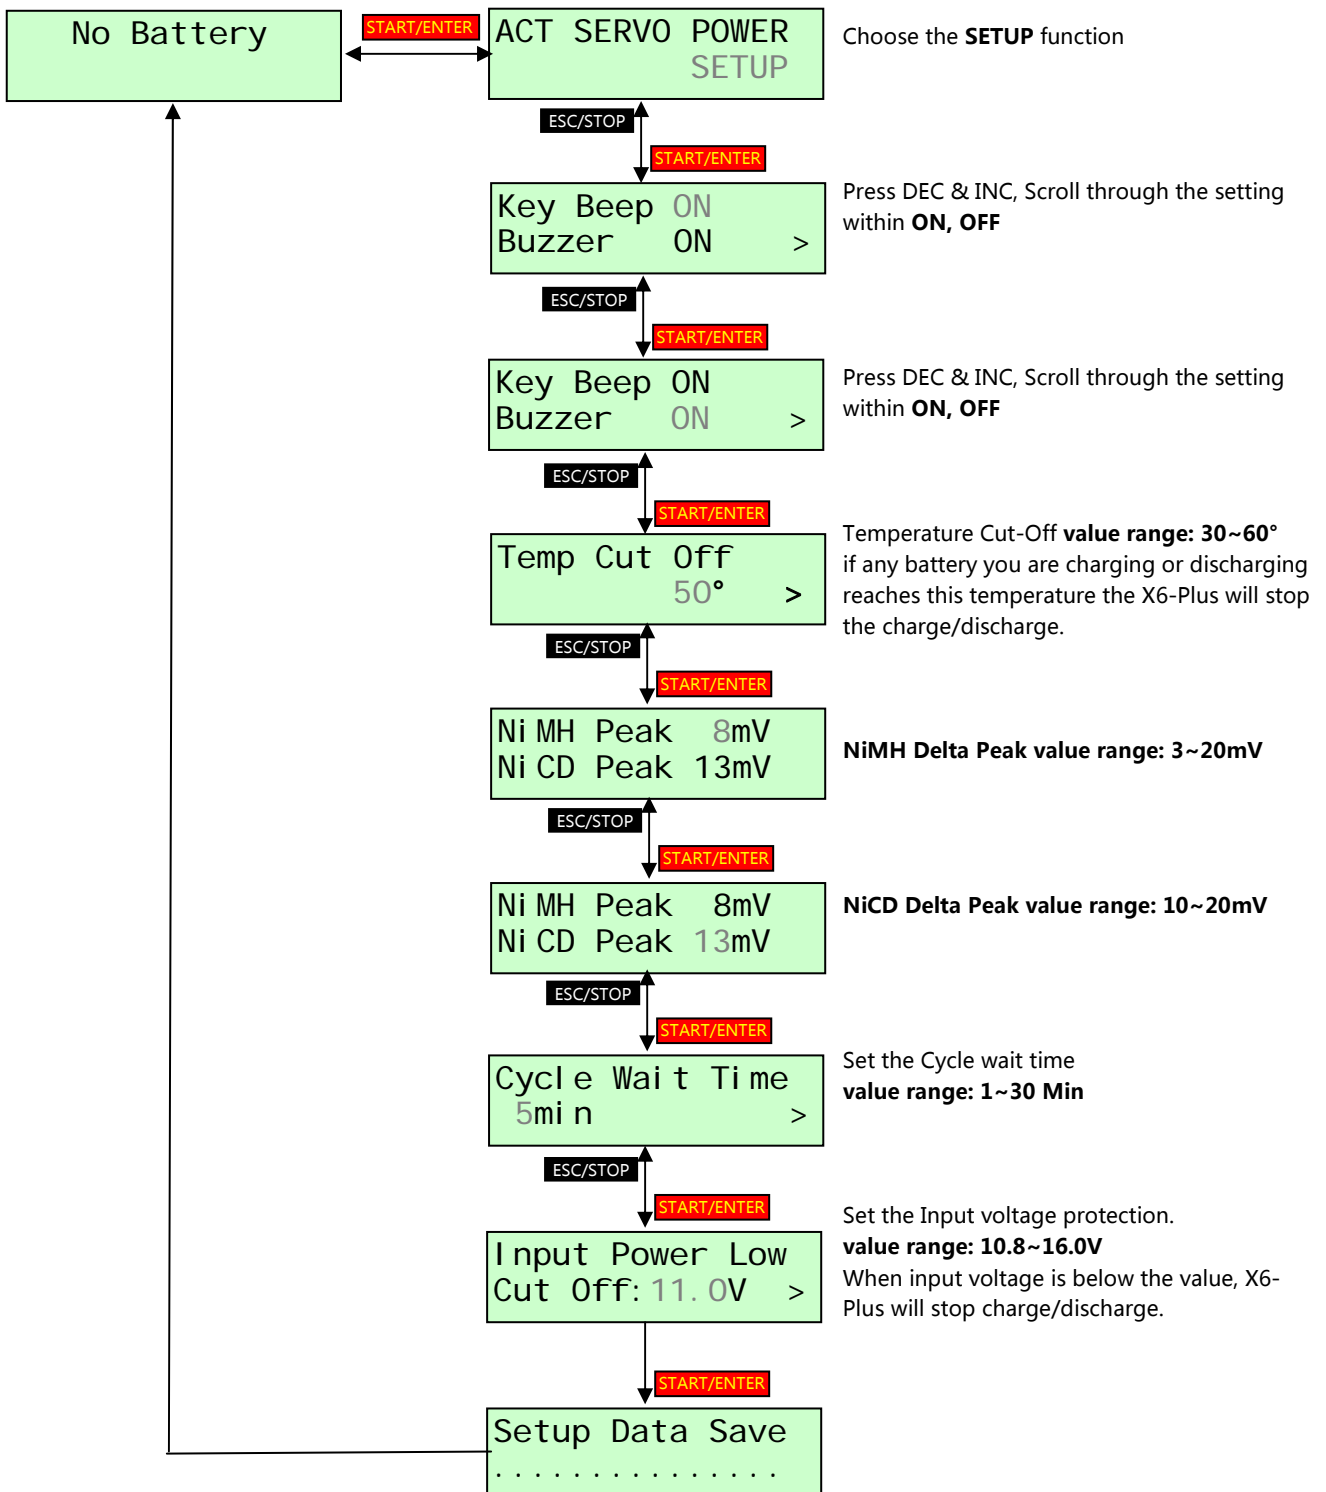 No Battery
START/ENTER
ACT SERVO POWER
SETUP
Choose the SETUP function
ESC/STOP
START/ENTER
Key Beep ON
Buzzer ON >
Press DEC & INC, Scroll through the setting
within ON, OFF
ESC/STOP
START/ENTER
Key Beep ON
Buzzer ON >
Press DEC & INC, Scroll through the setting
within ON, OFF
ESC/STOP
START/ENTER
Temp Cut Off
50° >
Temperature Cut-Off value range: 30~60°
if any battery you are charging or discharging
reaches this temperature the X6-Plus will stop
the charge/discharge.
ESC/STOP
START/ENTER
NiMH Peak 8mV
NiCD Peak 13mV
NiMH Delta Peak value range: 3~20mV
ESC/STOP
START/ENTER
NiMH Peak 8mV
NiCD Peak 13mV
NiCD Delta Peak value range: 10~20mV
ESC/STOP
START/ENTER
Cycle Wait Time
5min >
Set the Cycle wait time
value range: 1~30 Min
ESC/STOP
START/ENTER
Input Power Low
Cut Off: 11.0V >
Set the Input voltage protection.
value range: 10.8~16.0V
When input voltage is below the value, X6-
Plus will stop charge/discharge.
START/ENTER
Setup Data Save
...............